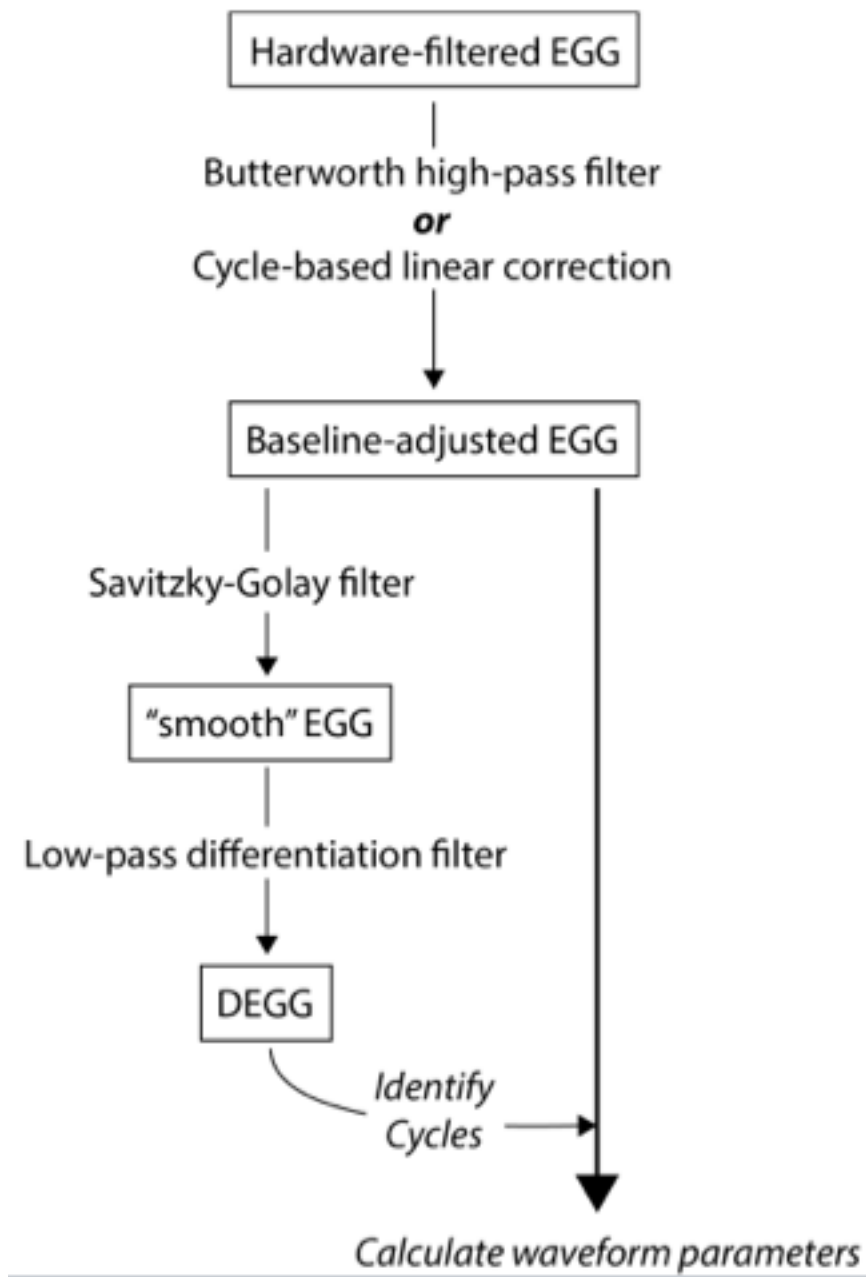 Hardware-filtered EGG
Butterworth high-pass filter
or
Cycle-based linear correction
Baseline-adjusted EGG
Savitzky-Golay filter
“smooth” EGG
Low-pass differentiation filter
DEGG
Identify
Cycles
Calculate waveform parameters